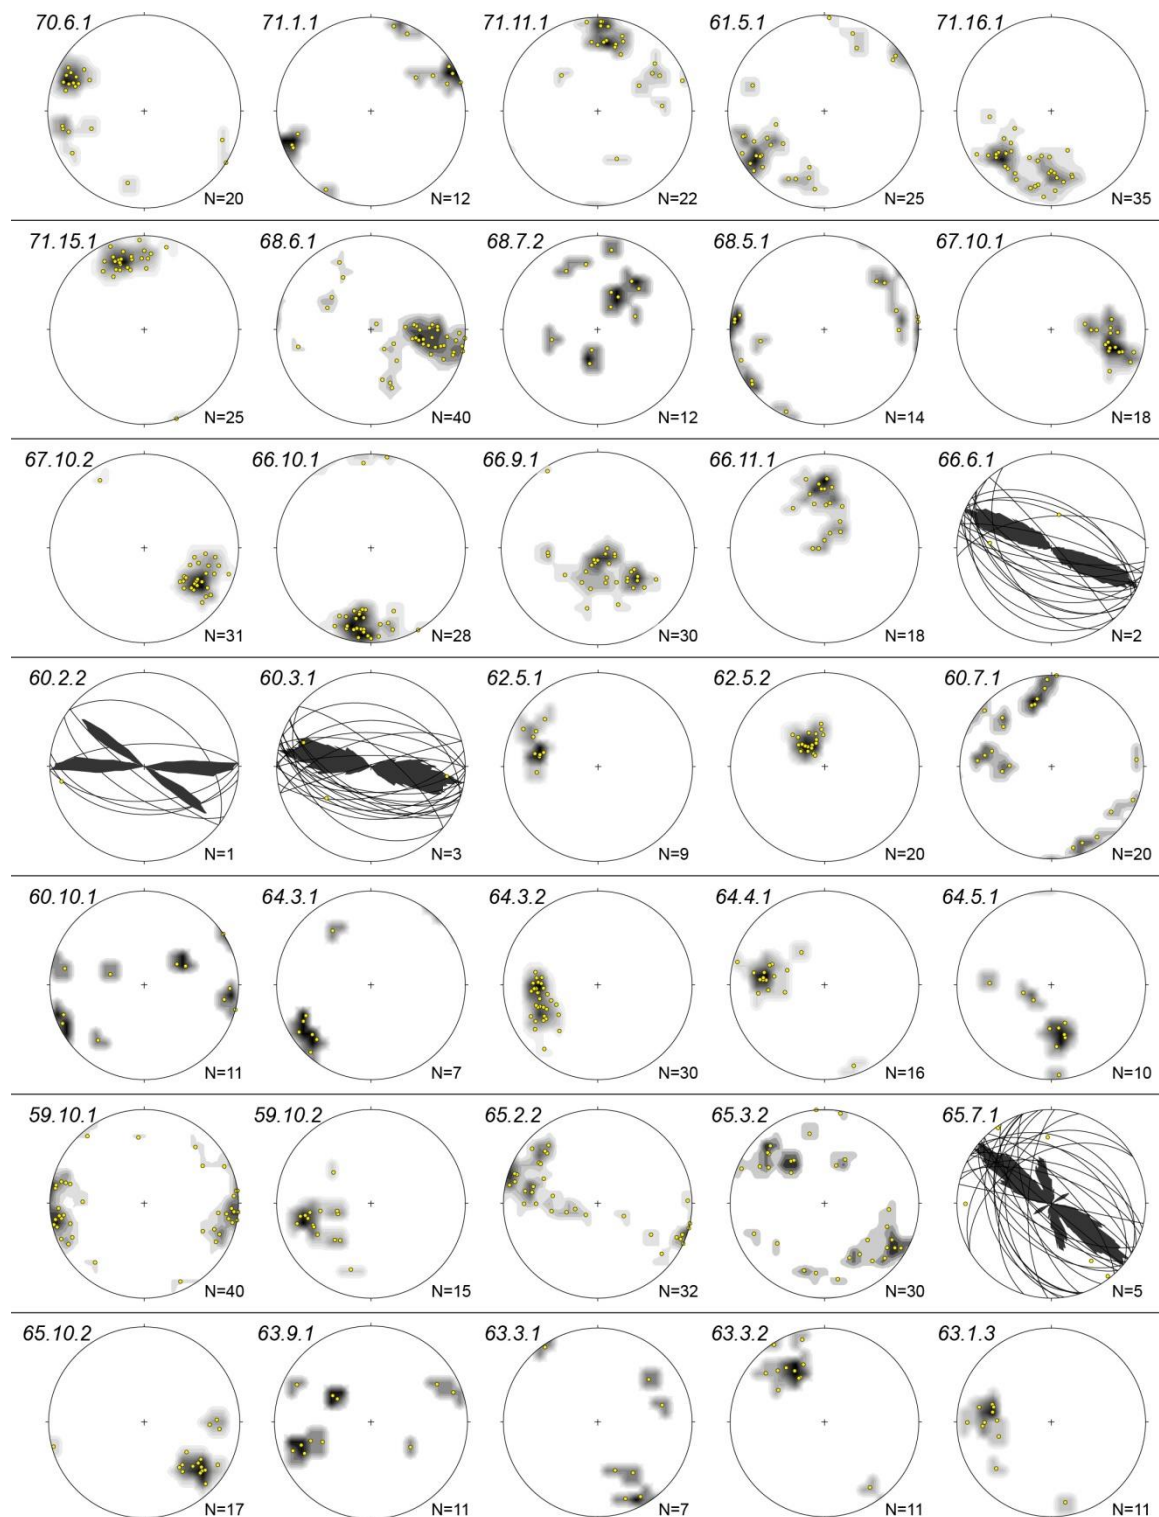 70.6.1 71.1.1 71.11.1 61.5.1 71.16.1
N=20 N=12 N=22 N=25 N=35
71.15.1 68.6.1 68.7.2 68.5.1 67.10.1
N=25 N=40 N=12 N=14 N=18
67.10.2 66.10.1 66.9.1 66.11.1 66.6.1
N=31 N=28 N=30 N=18 N=2
60.2.2 60.3.1 62.5.1 62.5.2 60.7.1
N=1 N=3 N=9 N=20 N=20
60.10.1 64.3.1 64.3.2 64.4.1 64.5.1
N=11 N=7 N=30 N=16 N=10
59.10.1 59.10.2 65.2.2 65.3.2 65.7.1
N=40 N=15 N=32 N=30 N=5
65.10.2 63.9.1 63.3.1 63.3.2 63.1.3
N=17 N=11 N=7 N=11 N=11